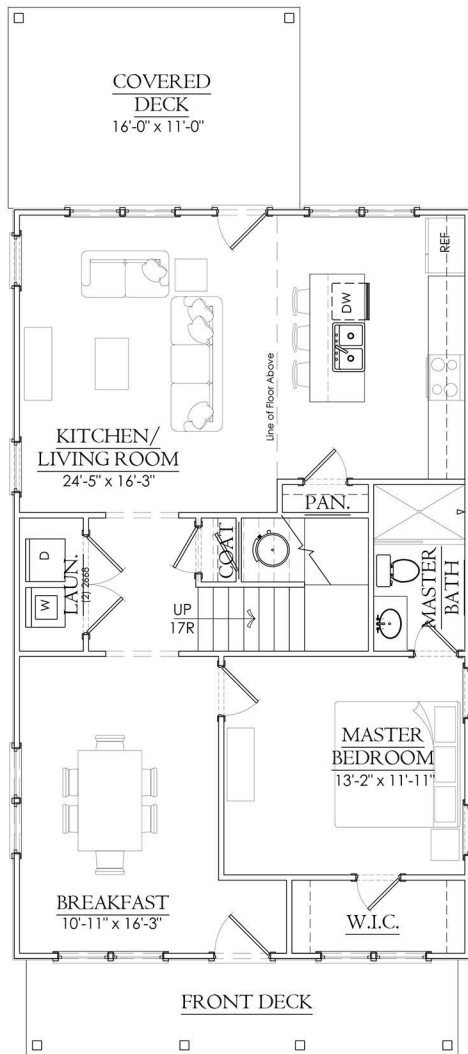 COVERED
DECK
16'-0" x 11'-0"
REF
DW
Line of Floor Above
KITCHEN/
LIVING ROOM
24'-5" x 16'-3"
PAN.
COAT
D
W
LAUN.
(2) 2668
UP
17R
MASTER
BATH
MASTER
BEDROOM
13'-2" x 11'-11"
BREAKFAST
10'-11" x 16'-3"
W.I.C.
FRONT DECK